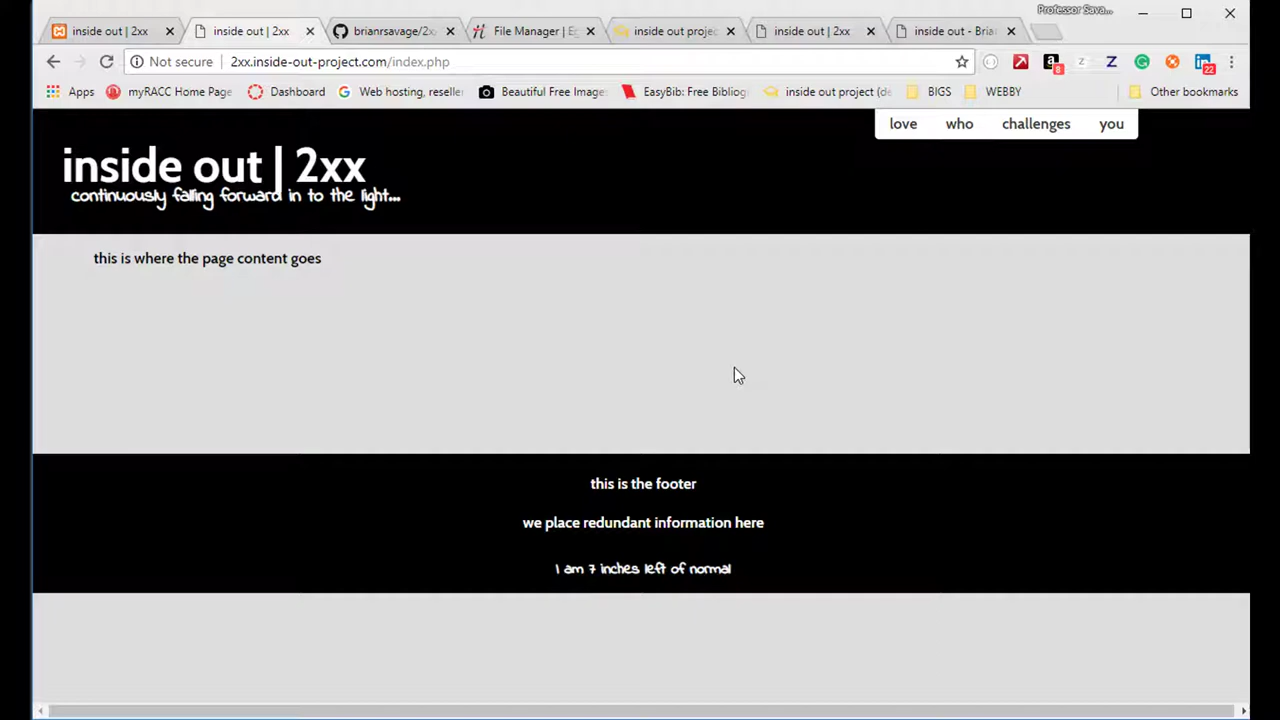 Professor Sava...
inside out | 2xx
inside out | 2xx
brianrsavage/2x
File Manager | E
inside out projec
inside out | 2xx
inside out - Bria
Not secure | 2xx.inside-out-project.com/index.php
8
22
Apps
myRACC Home Page
Dashboard
Web hosting, reseller
Beautiful Free Images
EasyBib: Free Bibliog
inside out project (de
BIGS
WEBBY
Other bookmarks
love
who
challenges
you
inside out | 2xx
continuously falling forward in to the light...
this is where the page content goes
this is the footer
we place redundant information here
I am 7 inches left of normal